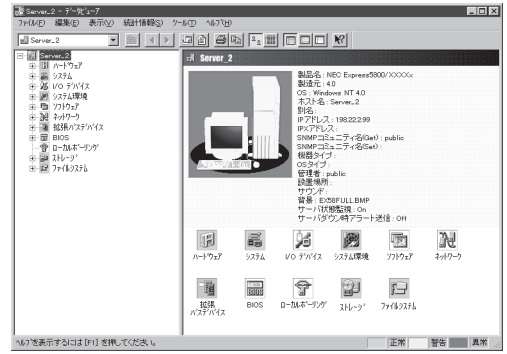 Server_2 - データビューア
ファイル(F) 編集(E) 表示(V) 統計情報(S) ツール(T) ヘルプ(H)
Server_2
Server_2
ハードウェア
システム
I/O デバイス
システム環境
ソフトウェア
ネットワーク
拡張バスデバイス
BIOS
ローカルポーリング
ストレージ
ファイルシステム
Server_2
製品名 : NEC Express5800/XXXXx
製造元 : 4.0
OS : Windows NT 4.0
ホスト名 : Server_2
別名 :
IPアドレス : 198.22.2.99
IPXアドレス :
SNMPコミュニティ名(Get) : public
SNMPコミュニティ名(Set) :
機器タイプ :
OSタイプ :
管理者 : public
設置場所 :
サウンド :
背景 : EX58FULL.BMP
サーバ状態監視 : On
サーバダウン時アラート送信 : Off
ハードウェア システム I/O デバイス システム環境 ソフトウェア ネットワーク
拡張バスデバイス BIOS ローカルポーリング ストレージ ファイルシステム
ヘルプを表示するには [F1] を押してください。
正常 警告 異常